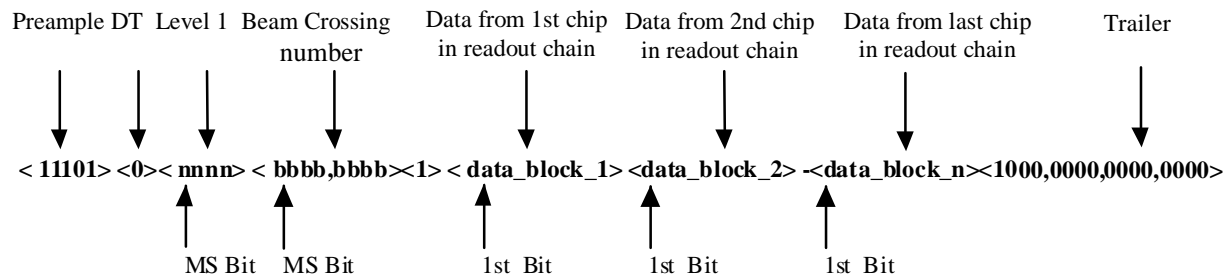 Preample DT Level 1 Beam Crossing Data from 1st chip Data from 2nd chip Data from last chip Trailer
number in readout chain in readout chain in readout chain
< 11101> <0>< nnnn> < bbbb,bbbb><1> < data_block_1> <data_block_2> -<data_block_n><1000,0000,0000,0000>
MS Bit MS Bit 1st Bit 1st Bit 1st Bit